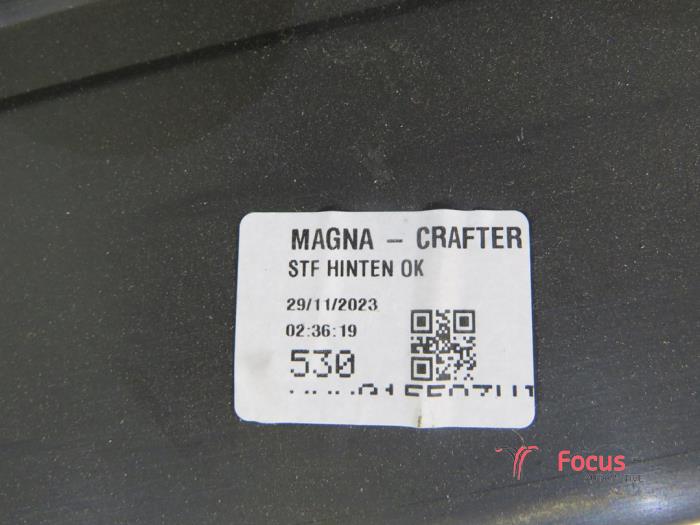 MAGNA - CRAFTER
STF HINTEN OK
29/11/2023
02:36:19
530
Focus